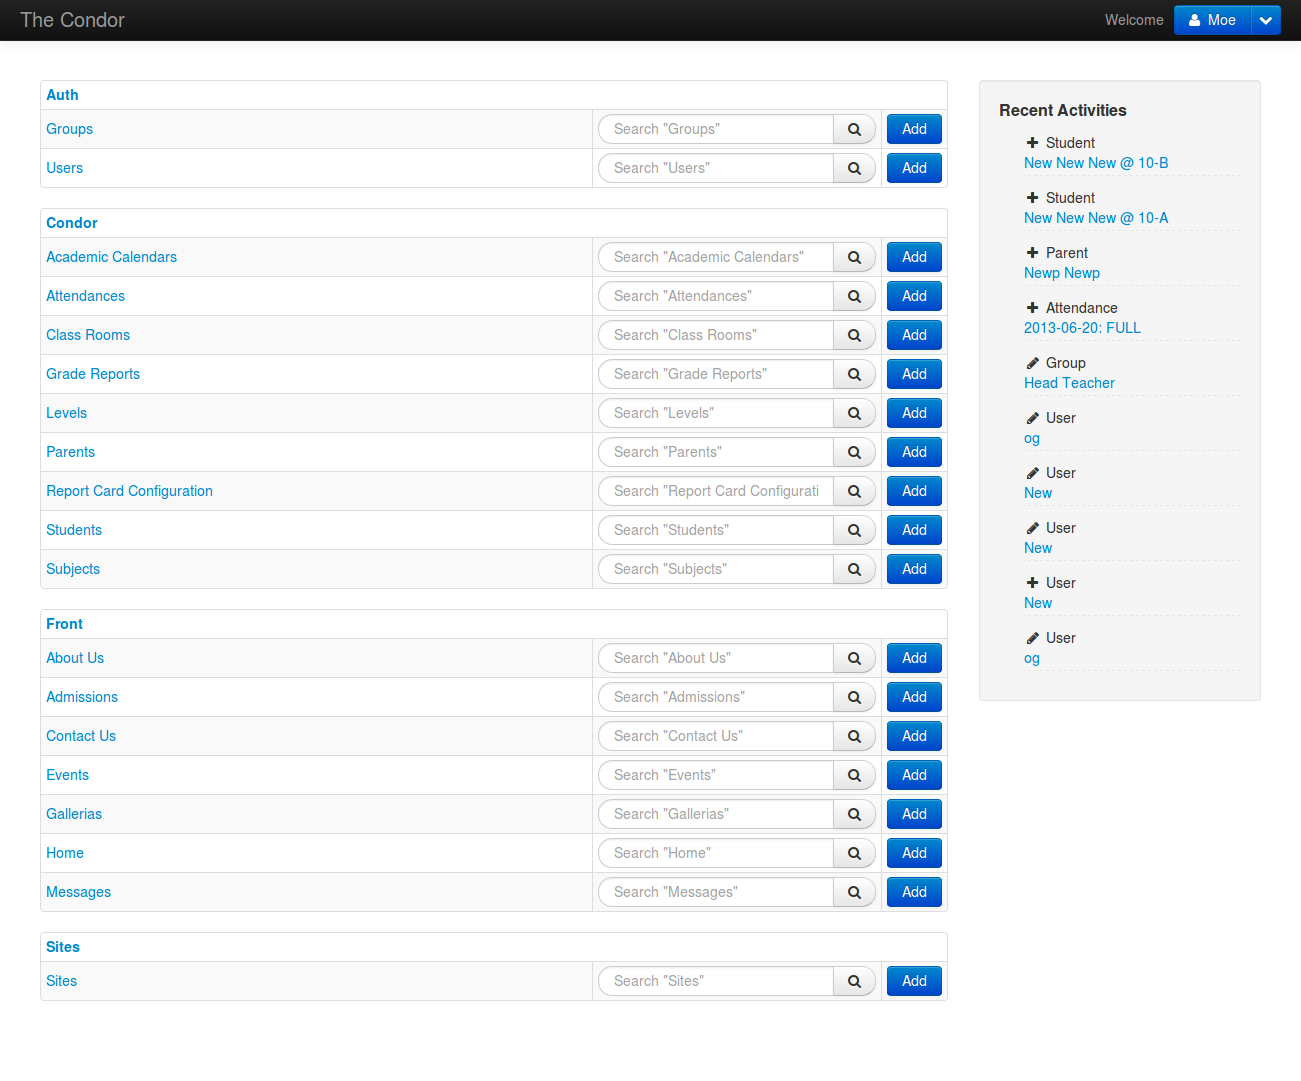 The Condor
Welcome Moe
Auth
Groups Search "Groups" Add
Users Search "Users" Add
Condor
Academic Calendars Search "Academic Calendars" Add
Attendances Search "Attendances" Add
Class Rooms Search "Class Rooms" Add
Grade Reports Search "Grade Reports" Add
Levels Search "Levels" Add
Parents Search "Parents" Add
Report Card Configuration Search "Report Card Configurati Add
Students Search "Students" Add
Subjects Search "Subjects" Add
Front
About Us Search "About Us" Add
Admissions Search "Admissions" Add
Contact Us Search "Contact Us" Add
Events Search "Events" Add
Gallerias Search "Gallerias" Add
Home Search "Home" Add
Messages Search "Messages" Add
Sites
Sites Search "Sites" Add
Recent Activities
Student
New New New @ 10-B
Student
New New New @ 10-A
Parent
Newp Newp
Attendance
2013-06-20: FULL
Group
Head Teacher
User
og
User
New
User
New
User
New
User
og